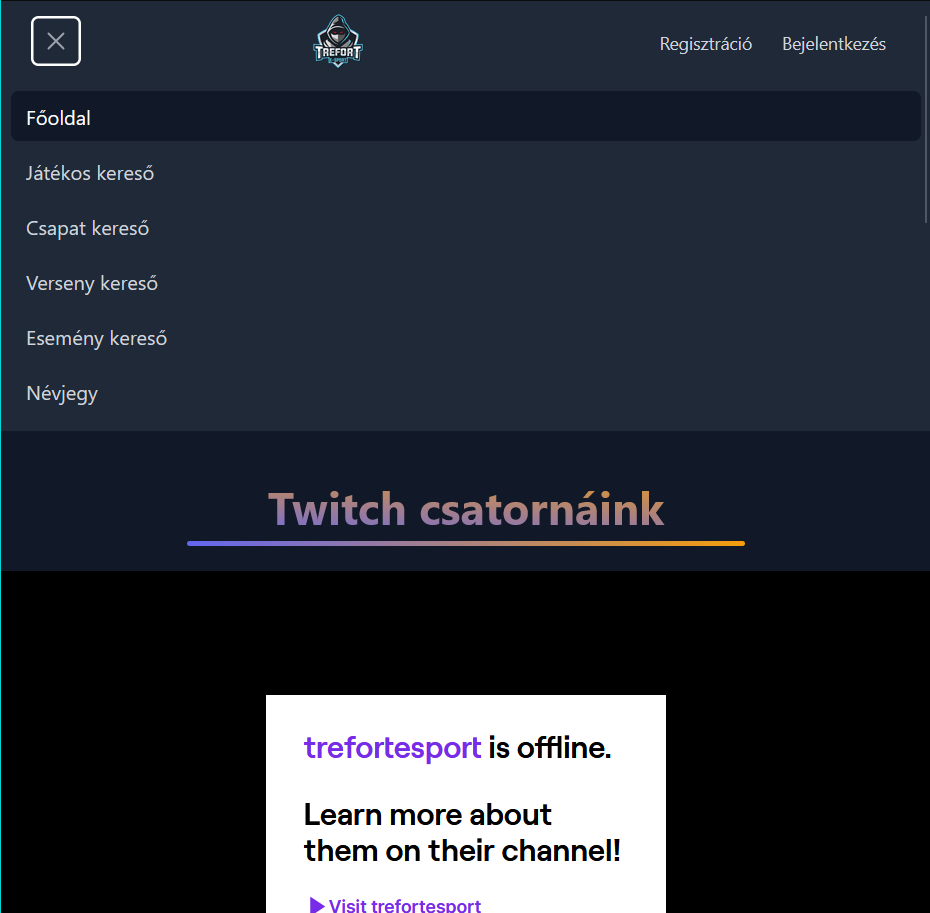 TREFORT
E-SPORT
Regisztráció
Bejelentkezés
Főoldal
Játékos kereső
Csapat kereső
Verseny kereső
Esemény kereső
Névjegy
Twitch csatornáink
trefortesport is offline.
Learn more about
them on their channel!
Visit trefortesport